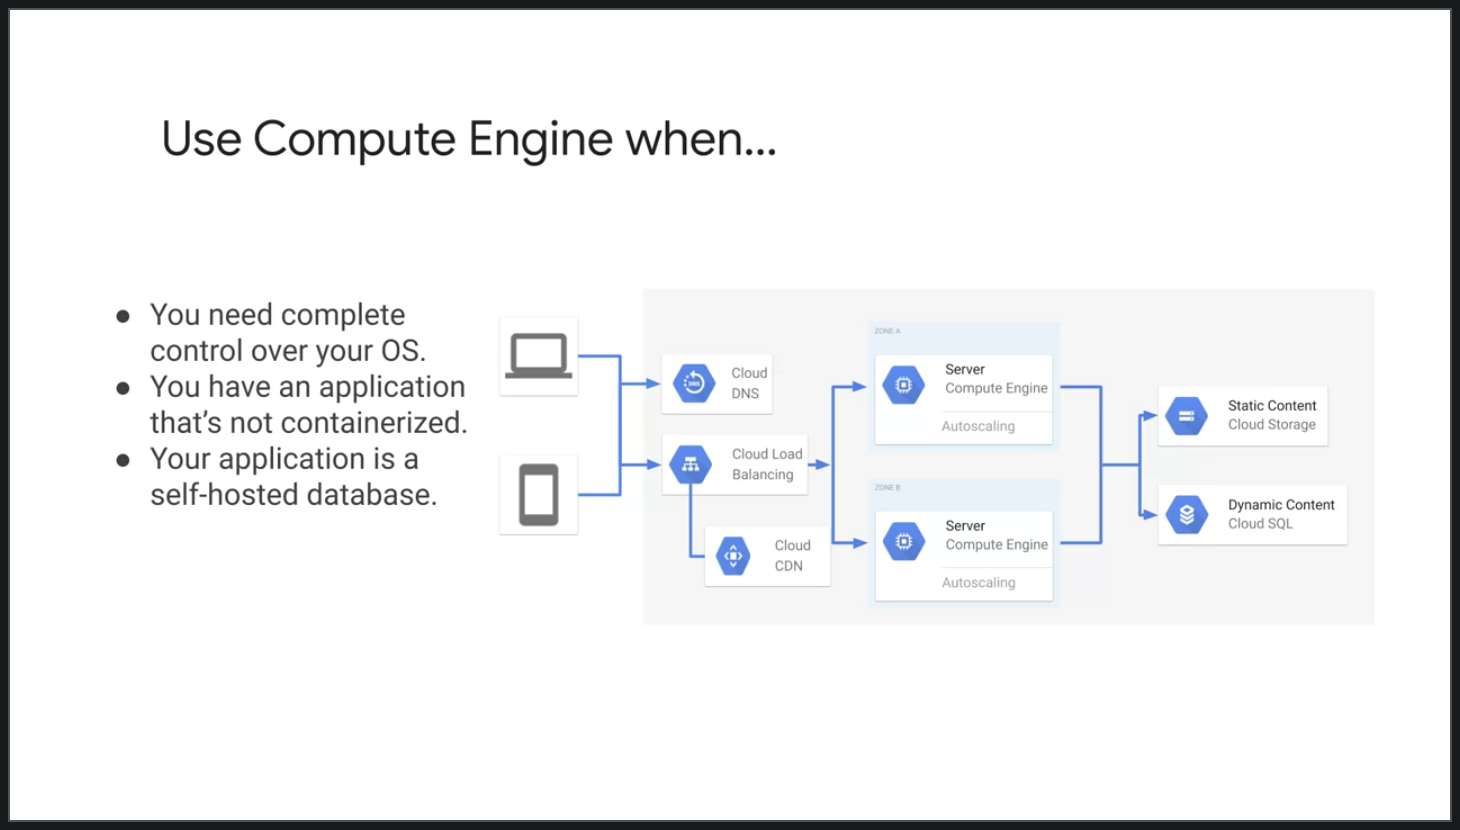 Use Compute Engine when...
● You need complete
control over your OS.
● You have an application
that’s not containerized.
● Your application is a
self-hosted database.
Cloud
DNS
Cloud Load
Balancing
Cloud
CDN
ZONE A
Server
Compute Engine
Autoscaling
ZONE B
Server
Compute Engine
Autoscaling
Static Content
Cloud Storage
Dynamic Content
Cloud SQL